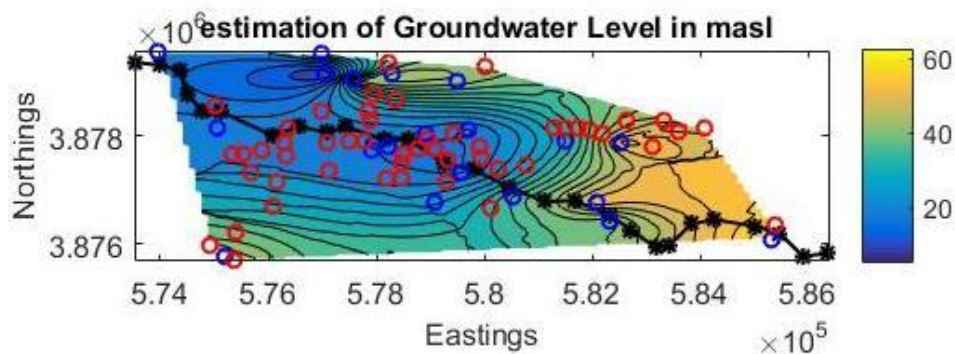 ×10⁶
estimation of Groundwater Level in masl
Northings
3.878
3.876
5.74 5.76 5.78 5.8 5.82 5.84 5.86
Eastings
×10⁵
60
40
20